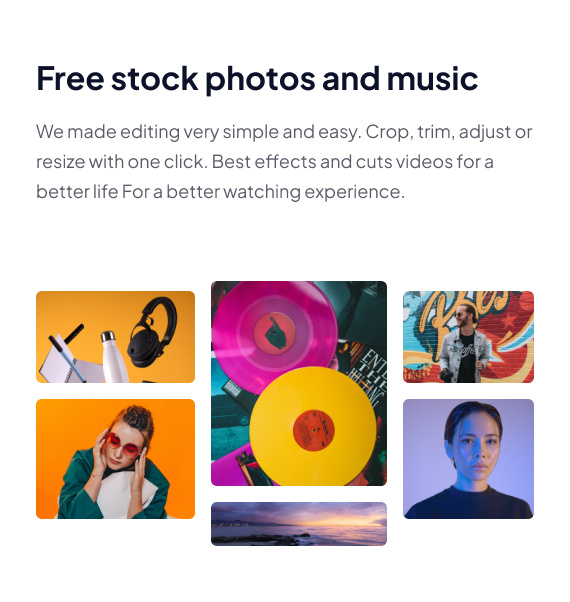 Free stock photos and music
We made editing very simple and easy. Crop, trim, adjust or
resize with one click. Best effects and cuts videos for a
better life For a better watching experience.